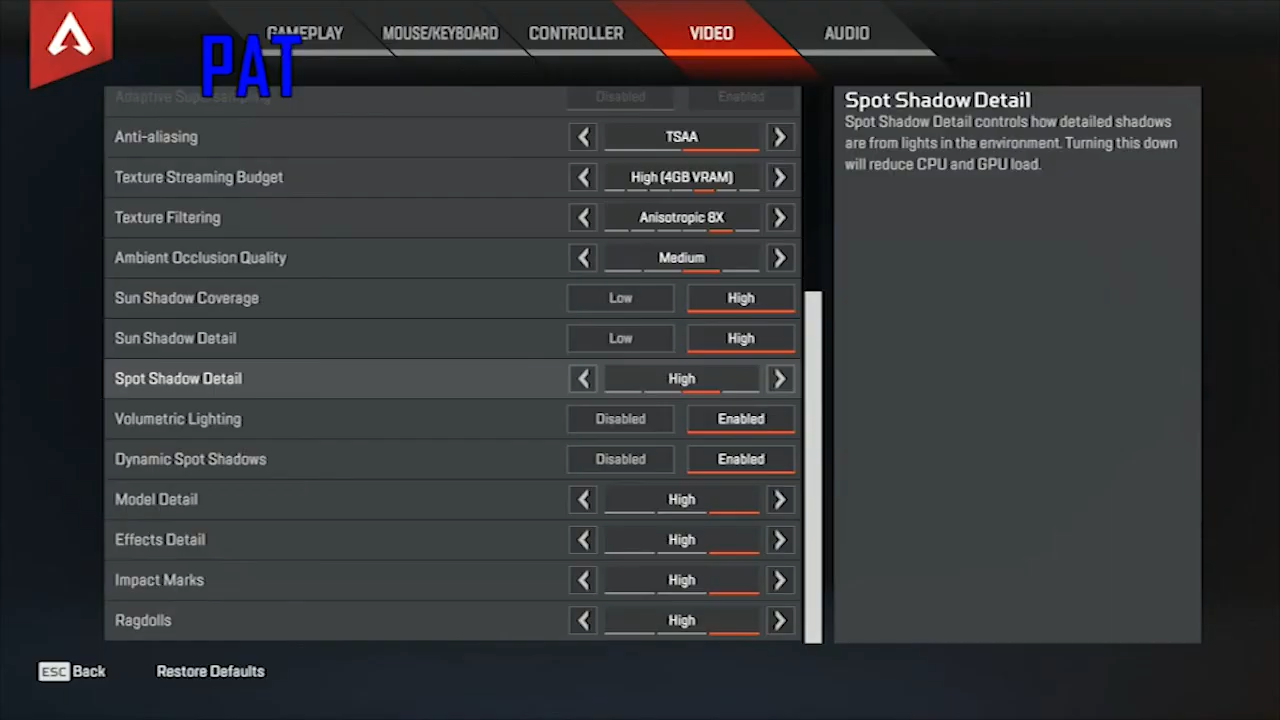 GAMEPLAY MOUSE/KEYBOARD CONTROLLER VIDEO AUDIO
PAT
Adaptive Supersampling Disabled Enabled
Anti-aliasing TSAA
Texture Streaming Budget High (4GB VRAM)
Texture Filtering Anisotropic 8X
Ambient Occlusion Quality Medium
Sun Shadow Coverage Low High
Sun Shadow Detail Low High
Spot Shadow Detail High
Volumetric Lighting Disabled Enabled
Dynamic Spot Shadows Disabled Enabled
Model Detail High
Effects Detail High
Impact Marks High
Ragdolls High
Spot Shadow Detail
Spot Shadow Detail controls how detailed shadows
are from lights in the environment. Turning this down
will reduce CPU and GPU load.
ESC Back Restore Defaults